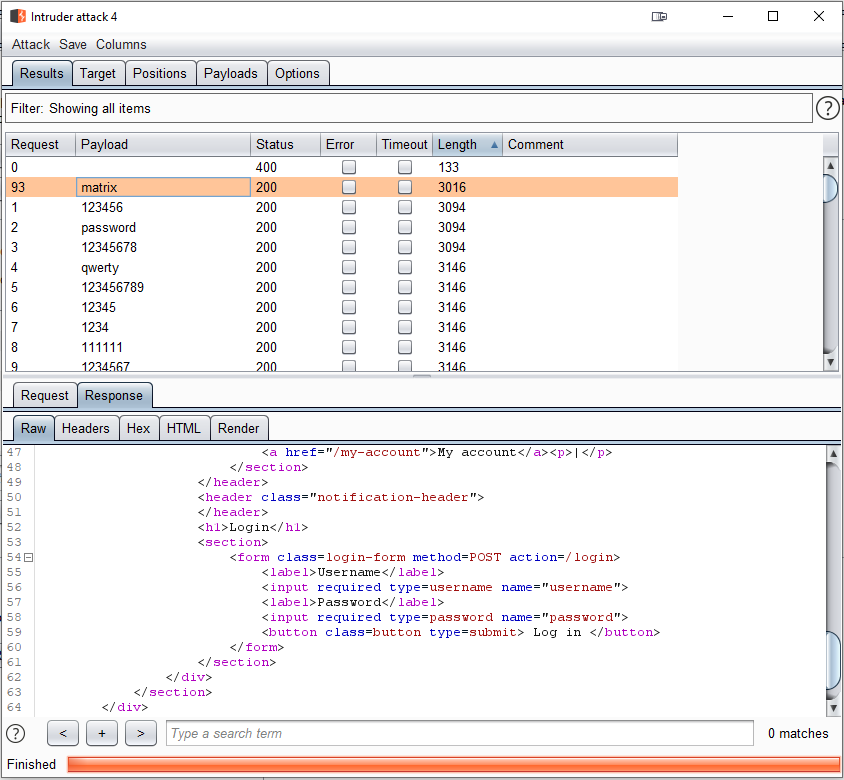 Intruder attack 4
Attack Save Columns
Results Target Positions Payloads Options
Filter: Showing all items ?
Request Payload Status Error Timeout Length Comment
0 400 133
93 matrix 200 3016
1 123456 200 3094
2 password 200 3094
3 12345678 200 3094
4 qwerty 200 3146
5 123456789 200 3146
6 12345 200 3146
7 1234 200 3146
8 111111 200 3146
9 1234567 200 3146
Request Response
Raw Headers Hex HTML Render
47 <a href="/my-account">My account</a><p>|</p>
48 </section>
49 </header>
50 <header class="notification-header">
51 </header>
52 <h1>Login</h1>
53 <section>
54 <form class=login-form method=POST action=/login>
55 <label>Username</label>
56 <input required type=username name="username">
57 <label>Password</label>
58 <input required type=password name="password">
59 <button class=button type=submit> Log in </button>
60 </form>
61 </section>
62 </div>
63 </section>
64 </div>
? < + > Type a search term 0 matches
Finished